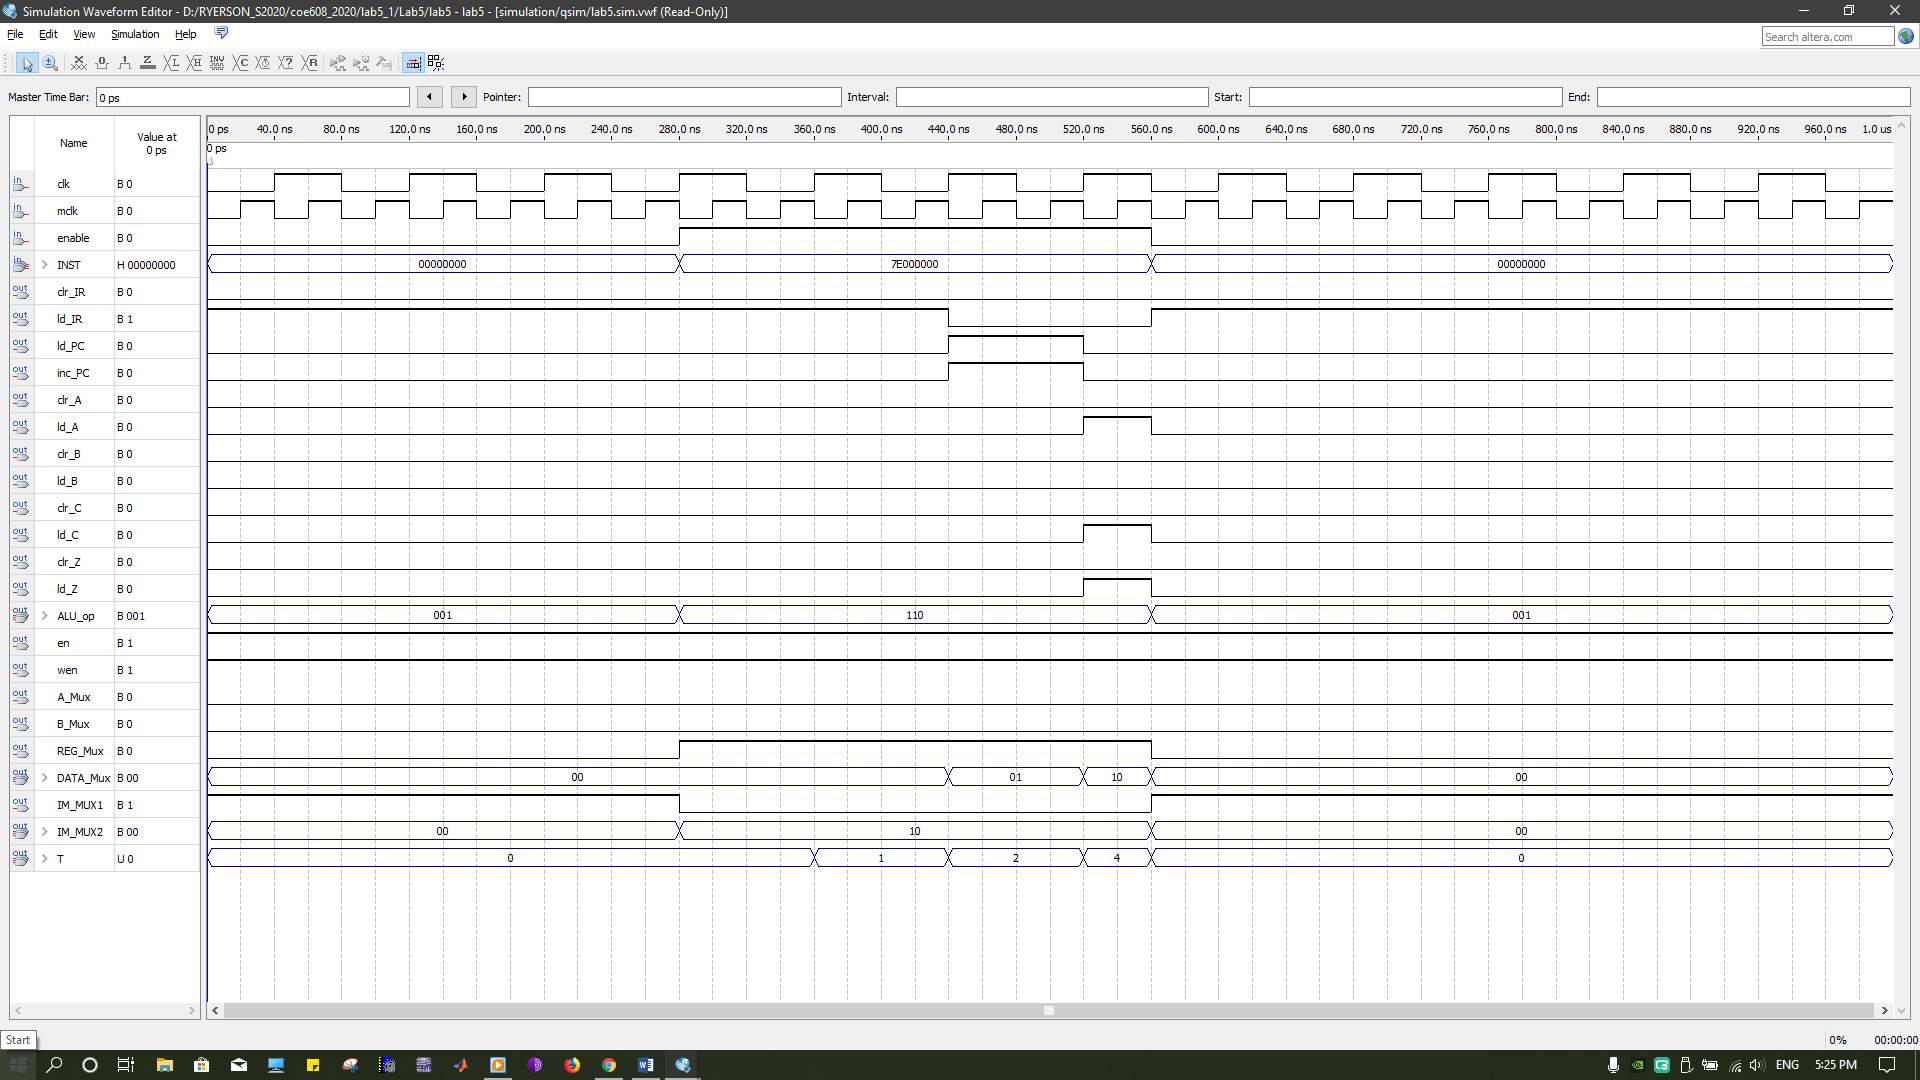 Simulation Waveform Editor - D:/RYERSON_S2020/coe608_2020/lab5_1/Lab5/lab5 - lab5 - [simulation/qsim/lab5.sim.vwf (Read-Only)]
File Edit View Simulation Help
Search altera.com
Master Time Bar: 0 ps Pointer: Interval: Start: End:
Name Value at 0 ps
0 ps 40.0 ns 80.0 ns 120.0 ns 160.0 ns 200.0 ns 240.0 ns 280.0 ns 320.0 ns 360.0 ns 400.0 ns 440.0 ns 480.0 ns 520.0 ns 560.0 ns 600.0 ns 640.0 ns 680.0 ns 720.0 ns 760.0 ns 800.0 ns 840.0 ns 880.0 ns 920.0 ns 960.0 ns 1.0 us
0 ps
in clk B 0
in mclk B 0
in enable B 0
in INST H 00000000 00000000 7E000000 00000000
out clr_IR B 0
out ld_IR B 1
out ld_PC B 0
out inc_PC B 0
out clr_A B 0
out ld_A B 0
out clr_B B 0
out ld_B B 0
out clr_C B 0
out ld_C B 0
out clr_Z B 0
out ld_Z B 0
out ALU_op B 001 001 110 001
out en B 1
out wen B 1
out A_Mux B 0
out B_Mux B 0
out REG_Mux B 0
out DATA_Mux B 00 00 01 10 00
out IM_MUX1 B 1
out IM_MUX2 B 00 00 10 00
out T U 0 0 1 2 4 0
Start
0% 00:00:00
ENG 5:25 PM